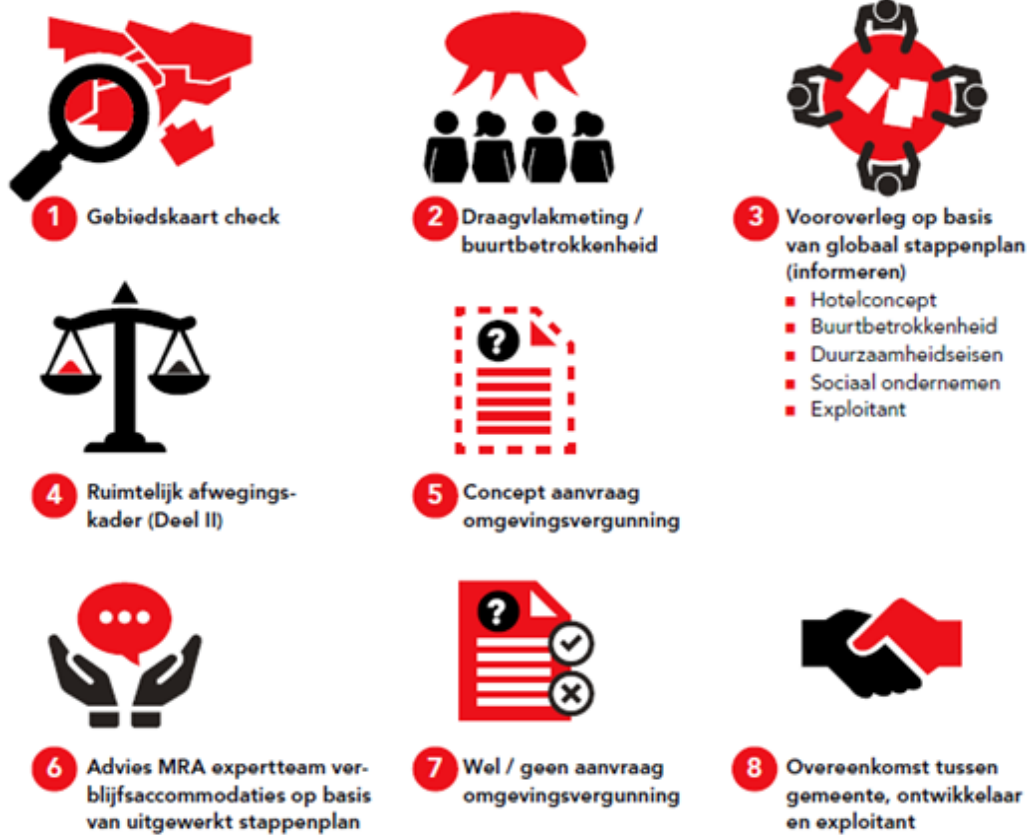 1 Gebiedskaart check
2 Draagvlakmeting /
buurtbetrokkenheid
3 Vooroverleg op basis
van globaal stappenplan
(informeren)
Hotelconcept
Buurtbetrokkenheid
Duurzaamheidseisen
Sociaal ondernemen
Exploitant
4 Ruimtelijk afwegings-
kader (Deel II)
?
5 Concept aanvraag
omgevingsvergunning
6 Advies MRA expertteam ver-
blijfsaccommodaties op basis
van uitgewerkt stappenplan
?
7 Wel / geen aanvraag
omgevingsvergunning
8 Overeenkomst tussen
gemeente, ontwikkelaar
en exploitant